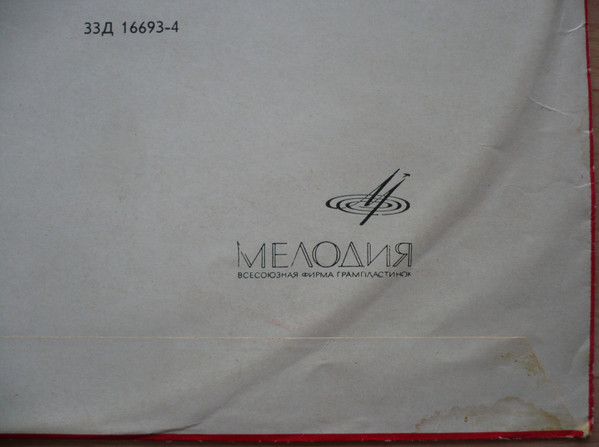 33Д 16693-4
МЕЛОДИЯ
ВСЕСОЮЗНАЯ ФИРМА ГРАМПЛАСТИНОК